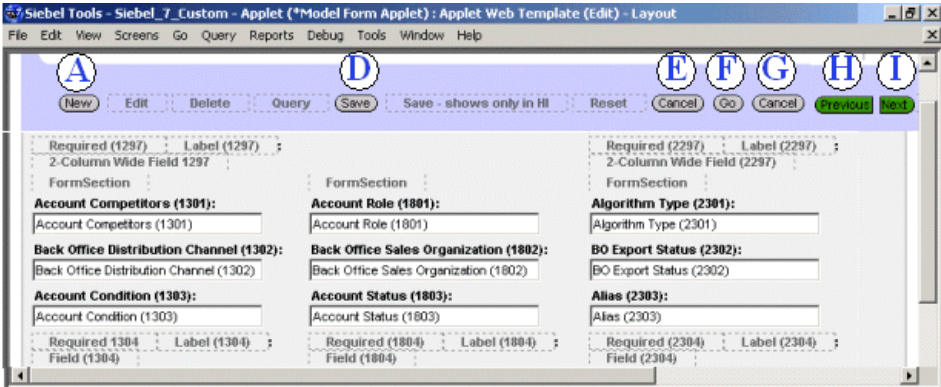 Siebel Tools - Siebel_7_Custom - Applet (*Model Form Applet) : Applet Web Template (Edit) - Layout
File Edit View Screens Go Query Reports Debug Tools Window Help
A D E F G H I
New Edit Delete Query Save Save - shows only in HI Reset Cancel Go Cancel Previous Next
Required (1297) Label (1297) : Required (2297) Label (2297) :
2-Column Wide Field 1297 2-Column Wide Field (2297)
FormSection FormSection FormSection
Account Competitors (1301): Account Role (1801): Algorithm Type (2301):
Account Competitors (1301) Account Role (1801) Algorithm Type (2301)
Back Office Distribution Channel (1302): Back Office Sales Organization (1802): BO Export Status (2302):
Back Office Distribution Channel (1302) Back Office Sales Organization (1802) BO Export Status (2302)
Account Condition (1303): Account Status (1803): Alias (2303):
Account Condition (1303) Account Status (1803) Alias (2303)
Required 1304 Label (1304) : Required (1804) Label (1804) : Required (2304) Label (2304) :
Field (1304) Field (1804) Field (2304)